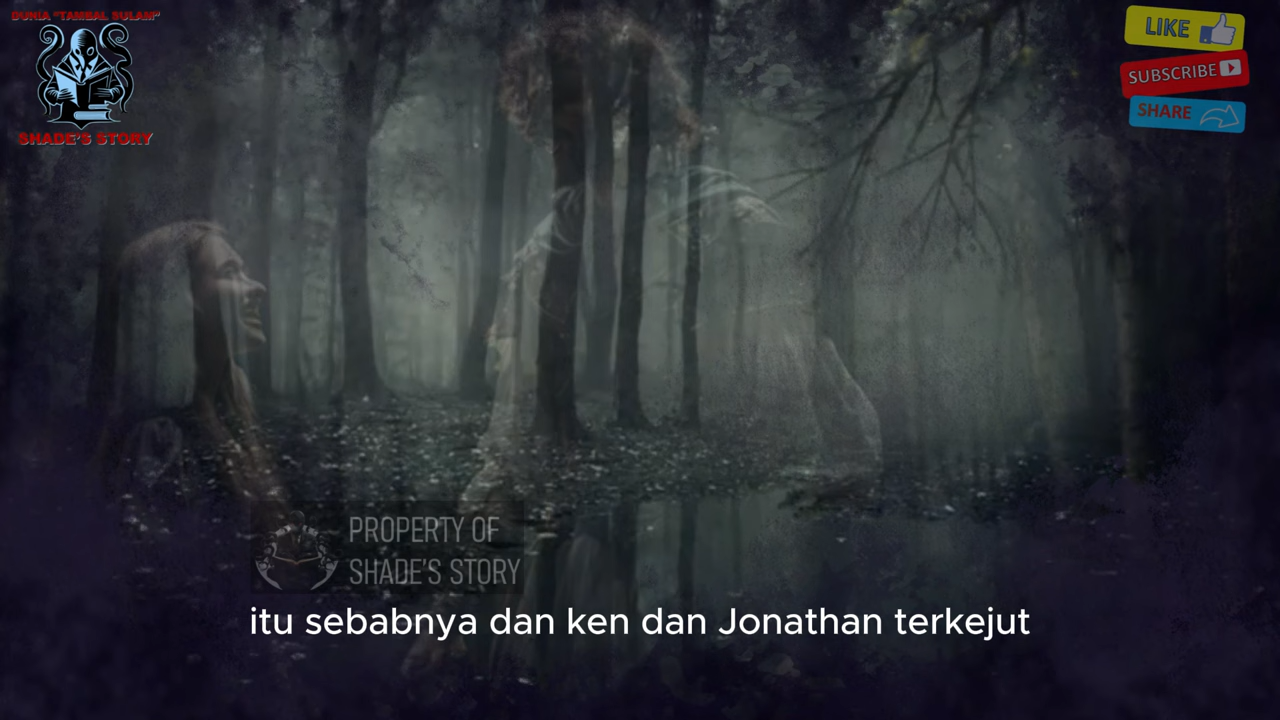 DUNIA "TAMBAL SULAM"
SHADE'S STORY
LIKE
SUBSCRIBE
SHARE
PROPERTY OF
SHADE'S STORY
itu sebabnya dan ken dan Jonathan terkejut